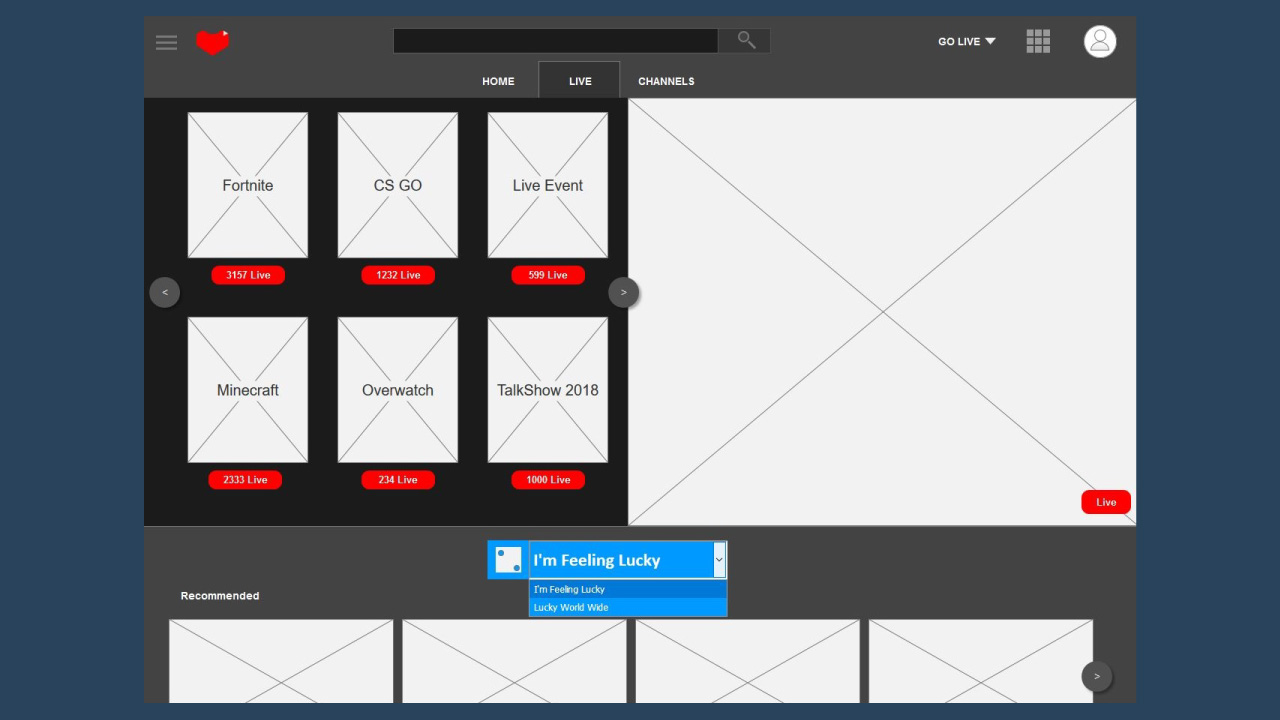 GO LIVE
HOME
LIVE
CHANNELS
Fortnite
CS GO
Live Event
3157 Live
1232 Live
599 Live
<
>
Minecraft
Overwatch
TalkShow 2018
2333 Live
234 Live
1000 Live
Live
I'm Feeling Lucky
I'm Feeling Lucky
Lucky World Wide
Recommended
>